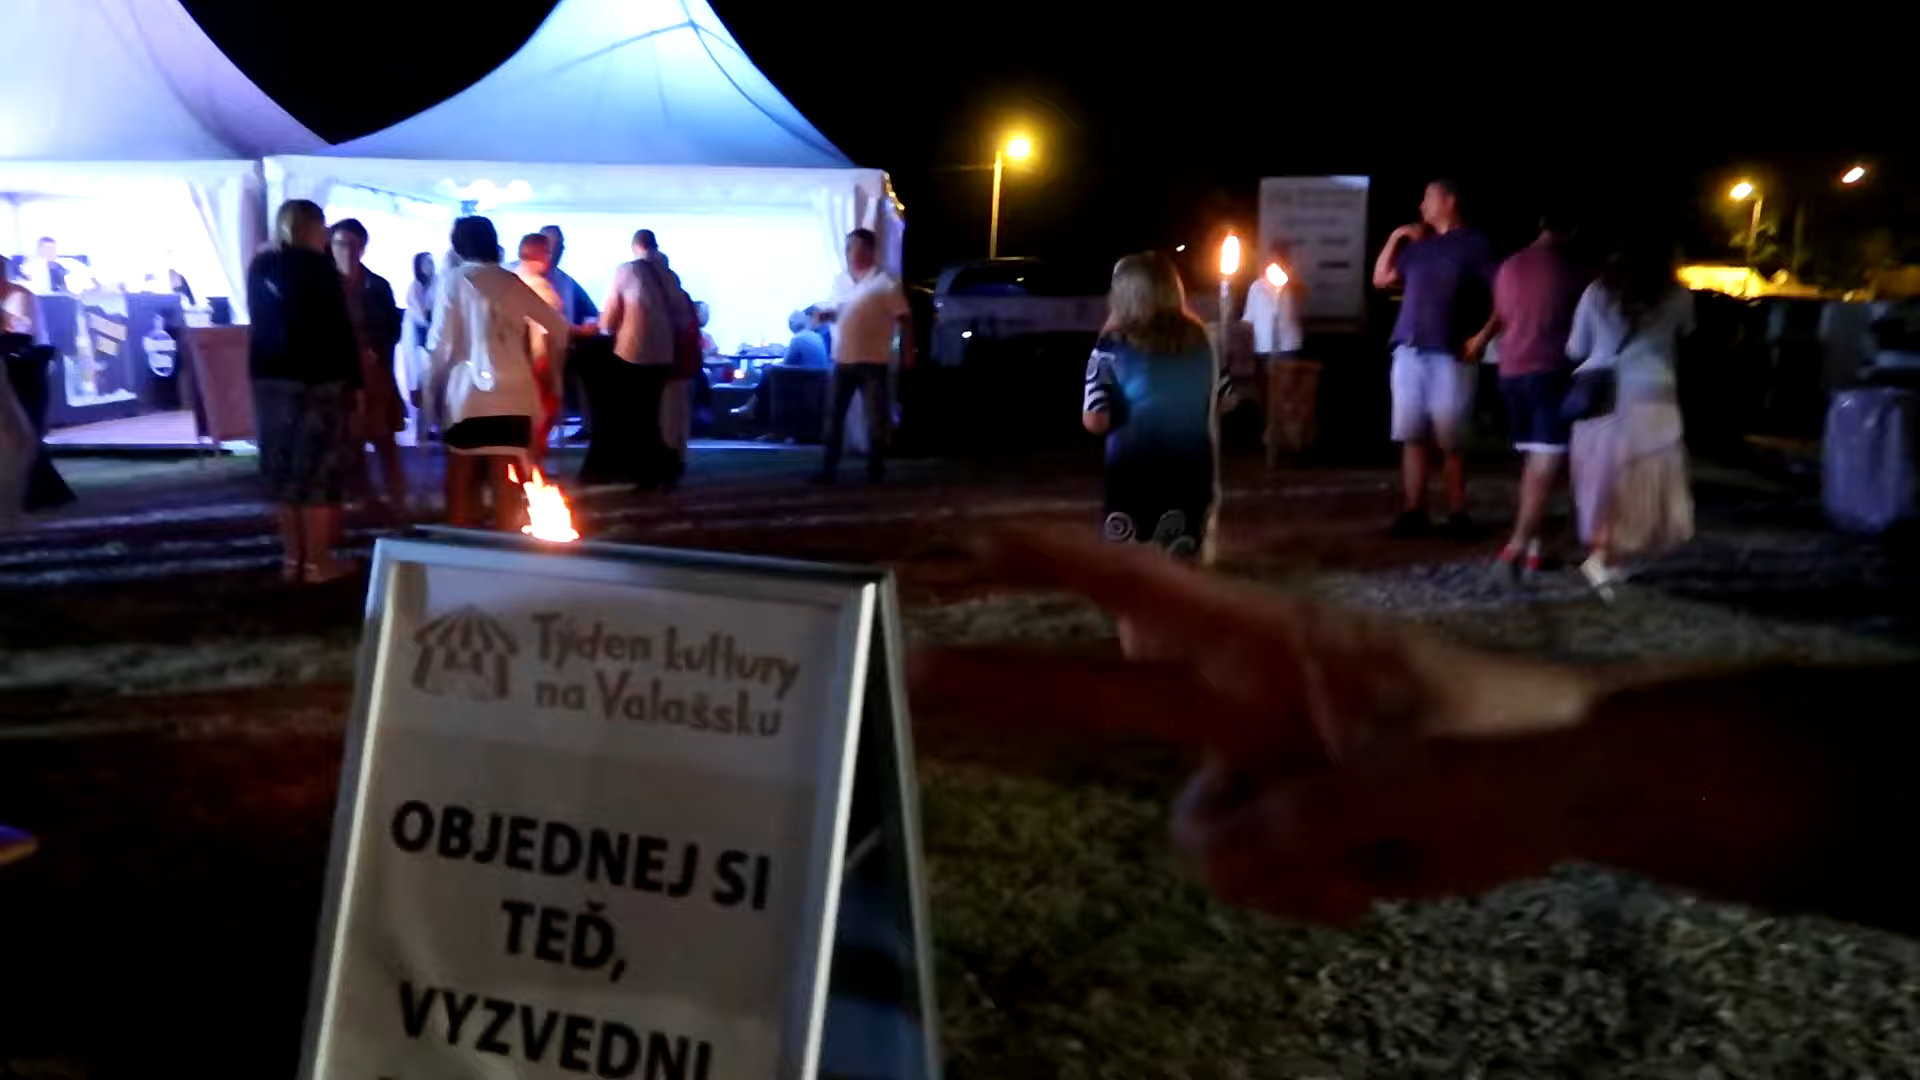 Týden kultury
na Valašsku
OBJEDNEJ SI
TEĎ,
VYZVEDNI